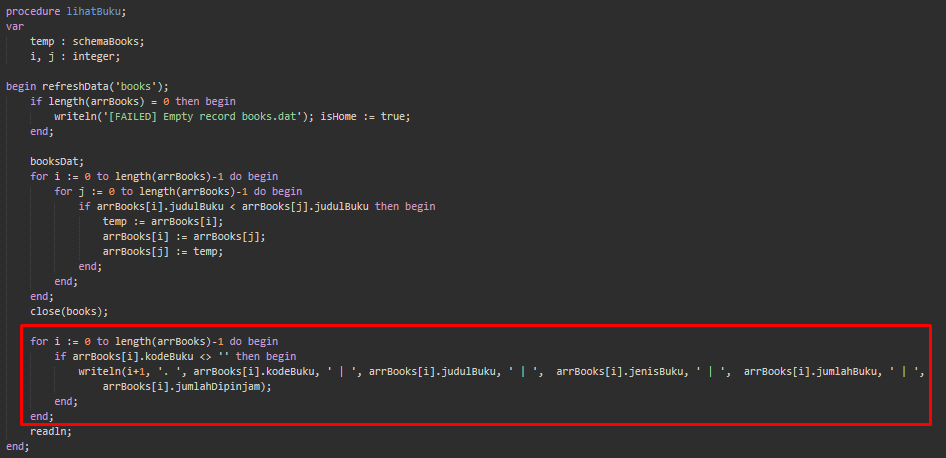 procedure lihatBuku;
var
    temp : schemaBooks;
    i, j : integer;

begin refreshData('books');
    if length(arrBooks) = 0 then begin
        writeln('[FAILED] Empty record books.dat'); isHome := true;
    end;

    booksDat;
    for i := 0 to length(arrBooks)-1 do begin
        for j := 0 to length(arrBooks)-1 do begin
            if arrBooks[i].judulBuku < arrBooks[j].judulBuku then begin
                temp := arrBooks[i];
                arrBooks[i] := arrBooks[j];
                arrBooks[j] := temp;
            end;
        end;
    end;
    close(books);

    for i := 0 to length(arrBooks)-1 do begin
        if arrBooks[i].kodeBuku <> '' then begin
            writeln(i+1, '. ', arrBooks[i].kodeBuku, ' | ', arrBooks[i].judulBuku, ' | ',  arrBooks[i].jenisBuku, ' | ',  arrBooks[i].jumlahBuku, ' | ',
                arrBooks[i].jumlahDipinjam);
        end;
    end;
    readln;
end;